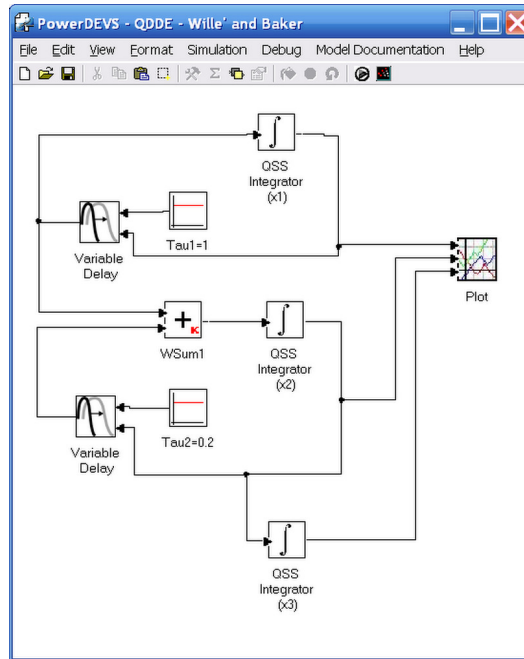 PowerDEVS - QDDE - Wille´ and Baker
File Edit View Format Simulation Debug Model Documentation Help
QSS
Integrator
(x1)
Tau1=1
Variable
Delay
Plot
WSum1
QSS
Integrator
(x2)
Tau2=0.2
Variable
Delay
QSS
Integrator
(x3)